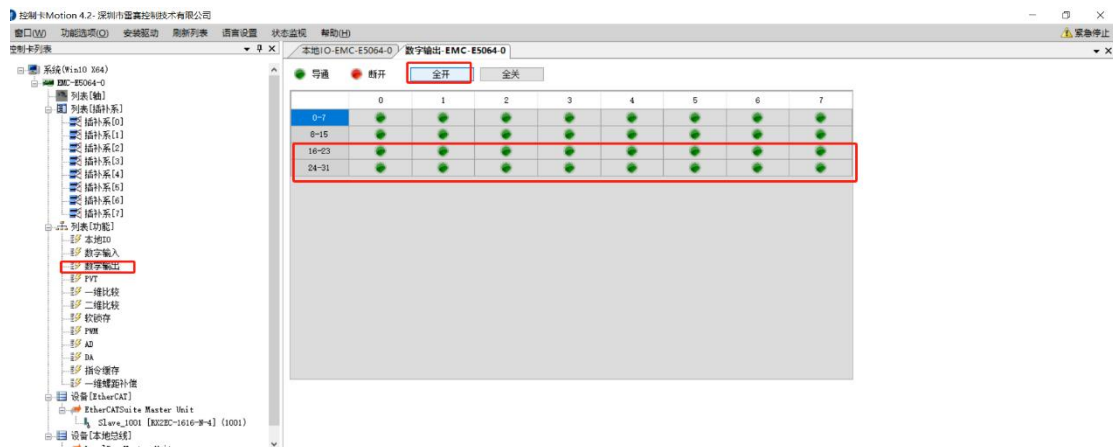 控制卡Motion 4.2- 深圳市雷赛控制技术有限公司
窗口(W) 功能选项(O) 安装驱动 刷新列表 语言设置 状态监视 帮助(H) 紧急停止
控制卡列表
本地IO-EMC-E5064-0 数字输出-EMC-E5064-0
系统(Win10 X64)
EMC-E5064-0
列表[轴]
列表[插补系]
插补系[0]
插补系[1]
插补系[2]
插补系[3]
插补系[4]
插补系[5]
插补系[6]
插补系[7]
列表[功能]
本地IO
数字输入
数字输出
PVT
一维比较
二维比较
软锁存
PWM
AD
DA
指令缓存
一维螺距补偿
设备[EtherCAT]
EtherCATSuite Master Unit
Slave_1001 [RX2EC-1616-N-4] (1001)
设备[本地总线]
导通 断开 全开 全关
0 1 2 3 4 5 6 7
0-7
8-15
16-23
24-31